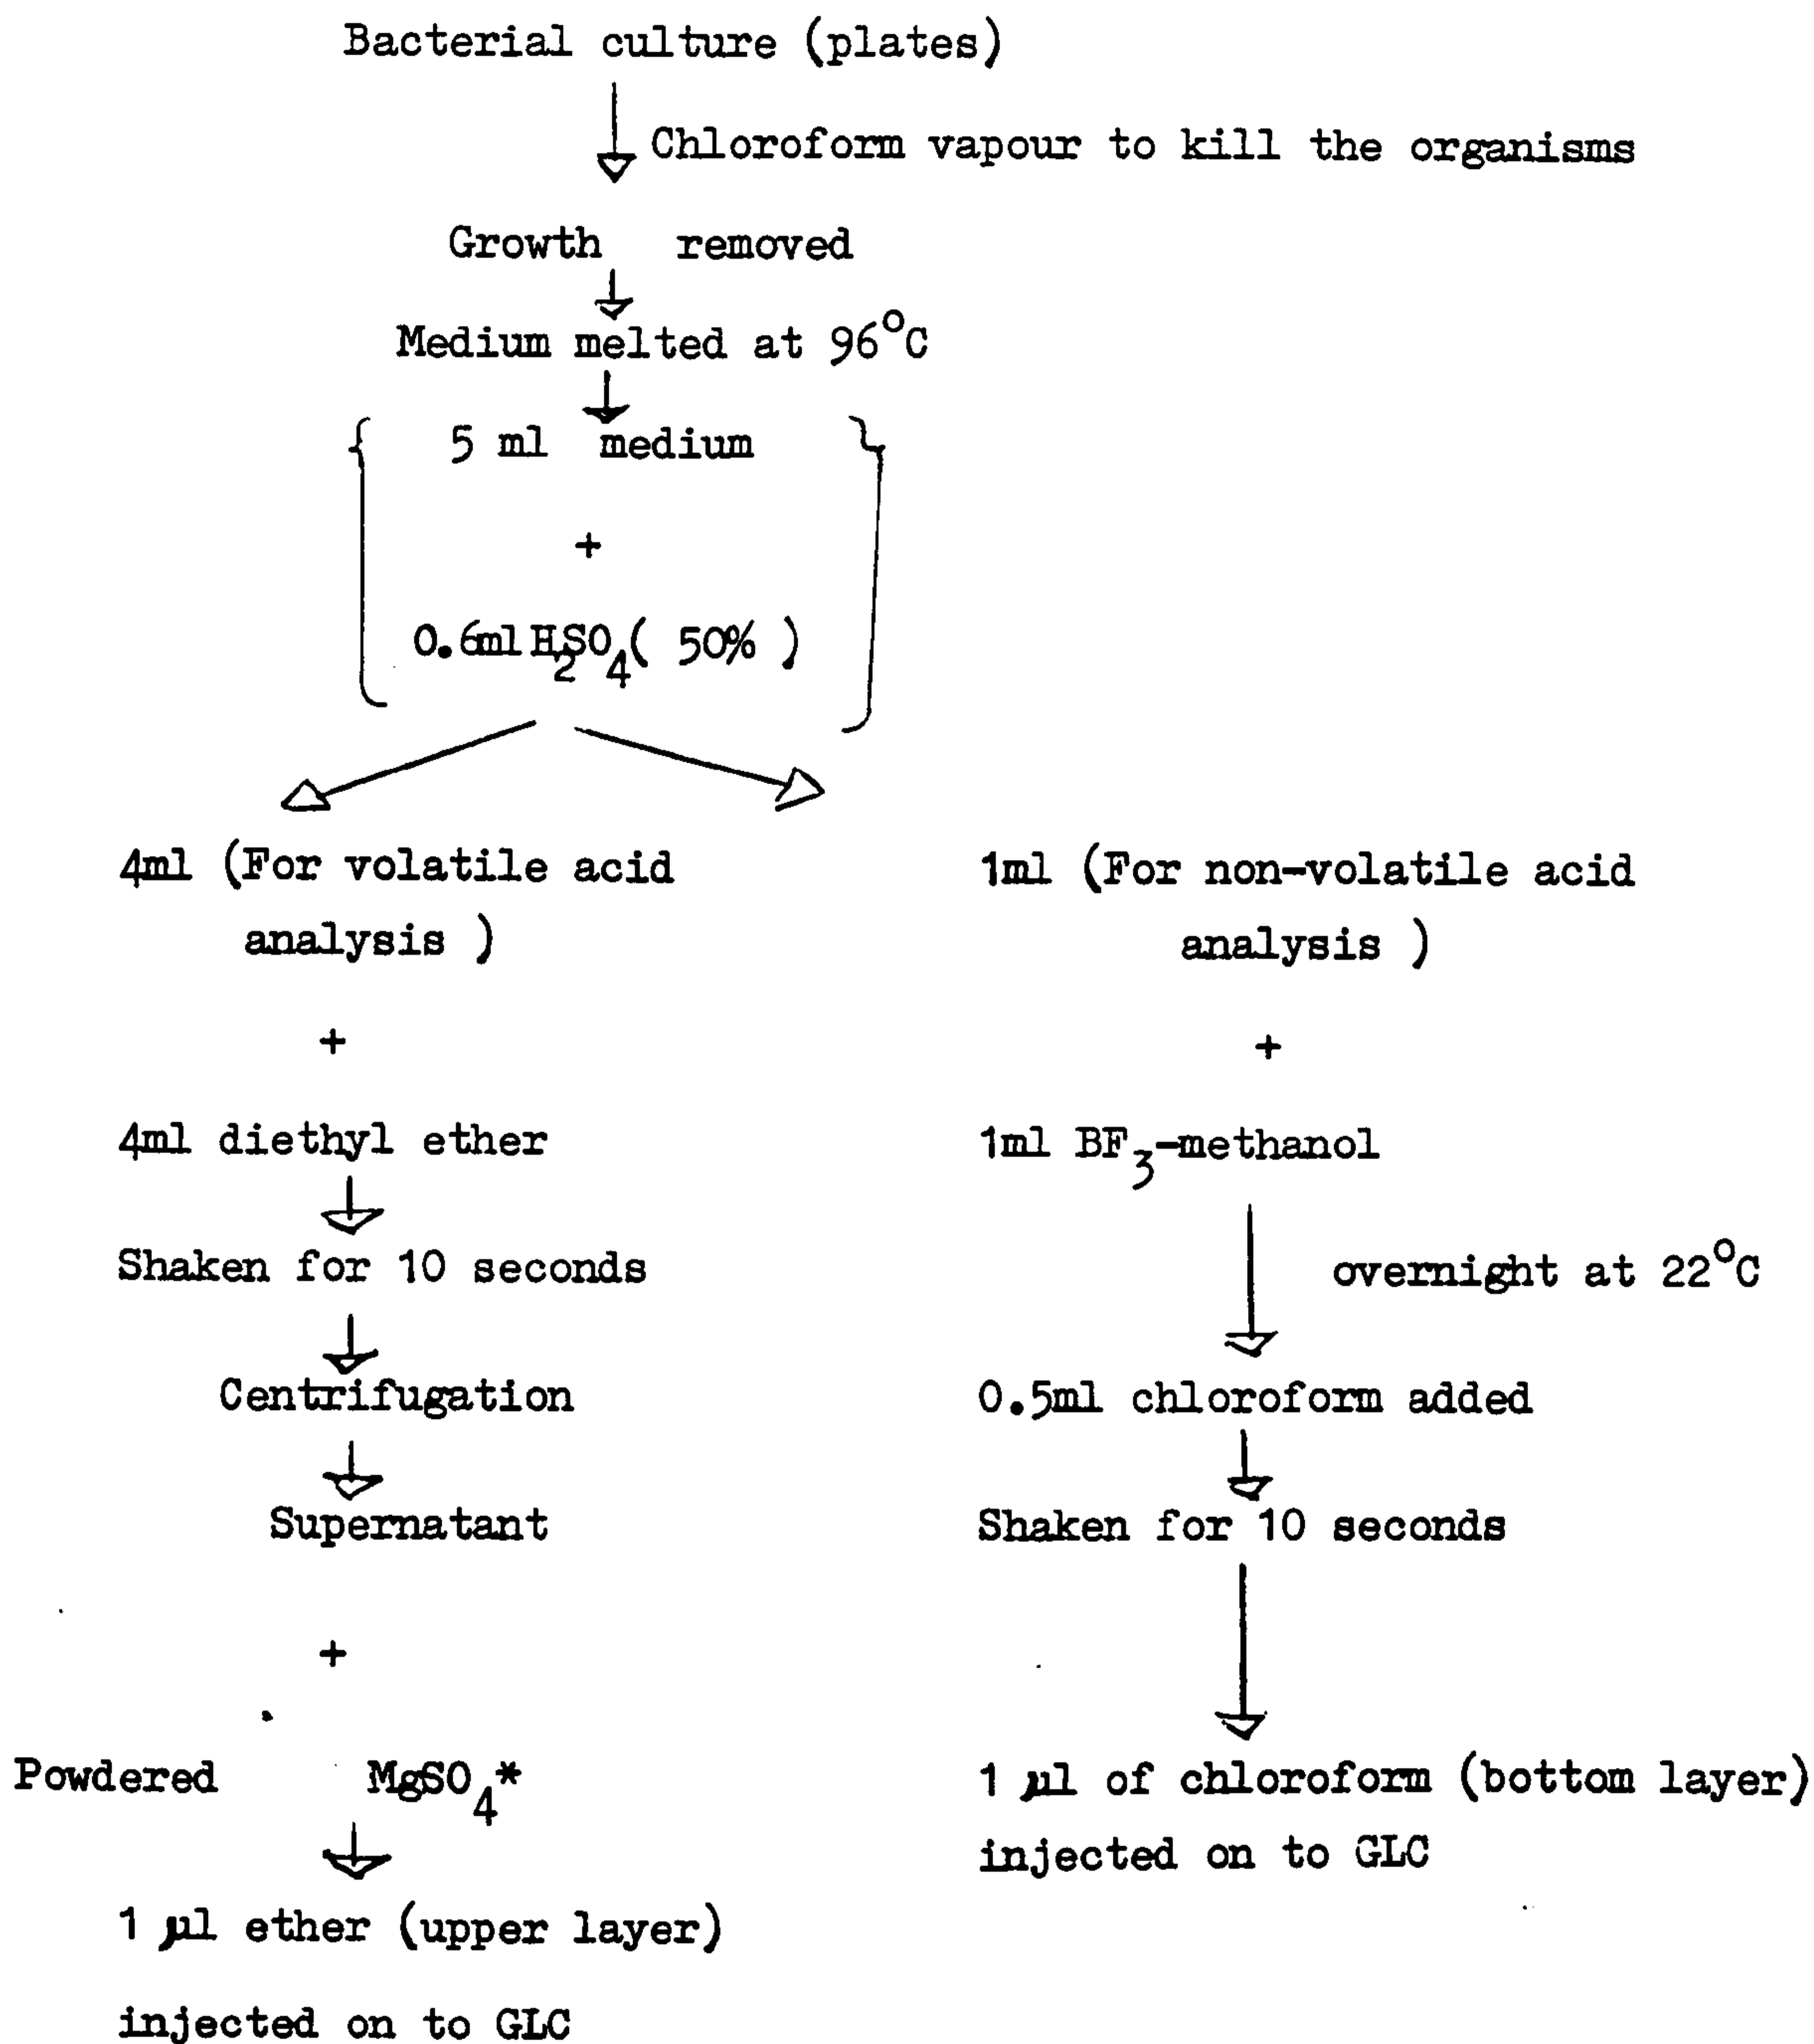 Bacterial culture (plates)
Chloroform vapour to kill the organisms
Growth removed
Medium melted at 96°C
5 ml medium
+
0.6ml H₂SO₄( 50% )
4ml (For volatile acid
analysis )
+
4ml diethyl ether
Shaken for 10 seconds
Centrifugation
Supernatant
+
Powdered MgSO₄*
1 µl ether (upper layer)
injected on to GLC
1ml (For non-volatile acid
analysis )
+
1ml BF₃-methanol
overnight at 22°C
0.5ml chloroform added
Shaken for 10 seconds
1 µl of chloroform (bottom layer)
injected on to GLC